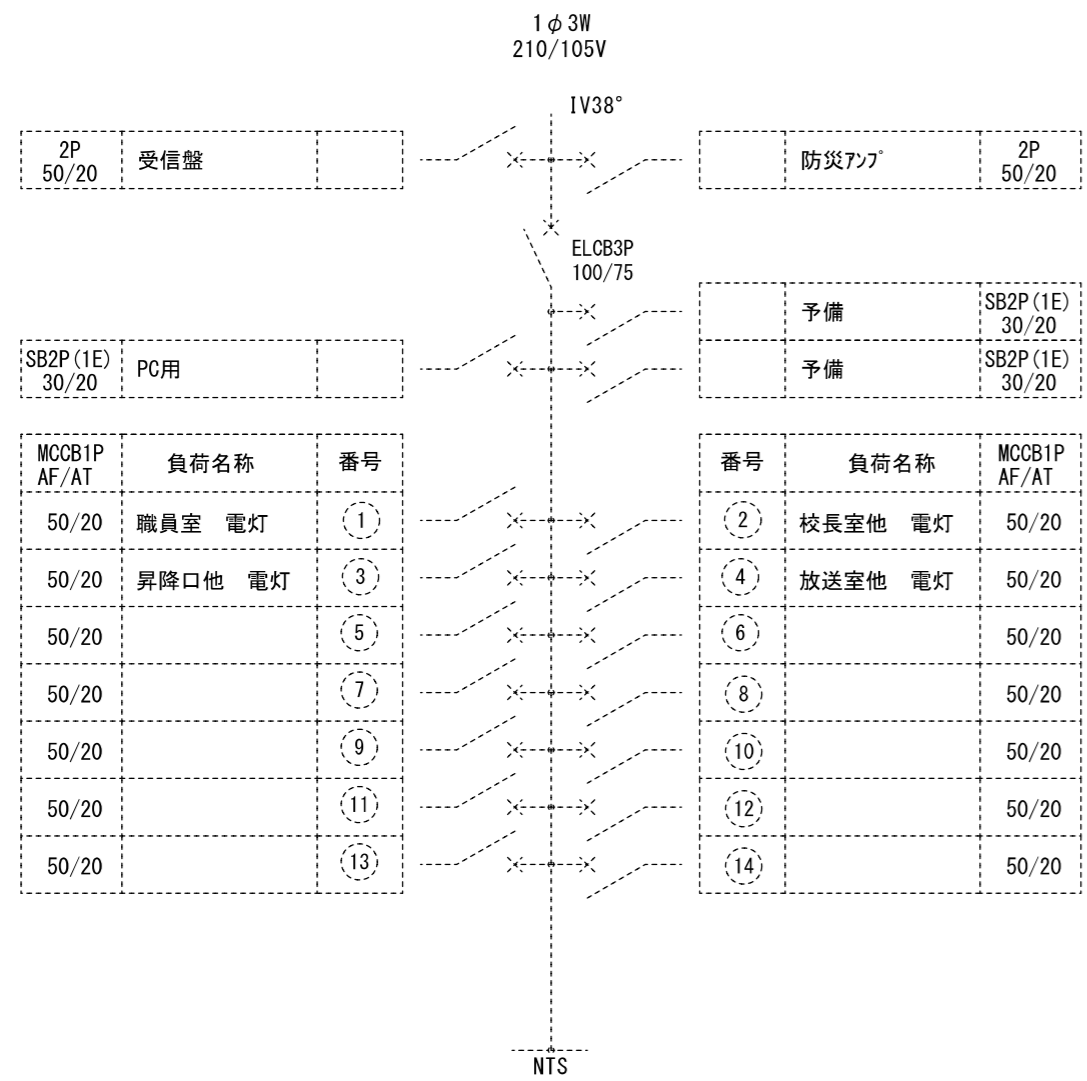 1φ3W
210/105V
IV38°
2P
50/20
受信盤
防災アンプ
2P
50/20
ELCB3P
100/75
予備
SB2P(1E)
30/20
SB2P(1E)
30/20
PC用
予備
SB2P(1E)
30/20
MCCB1P
AF/AT
負荷名称
番号
番号
負荷名称
MCCB1P
AF/AT
50/20 職員室 電灯 1
2 校長室他 電灯 50/20
50/20 昇降口他 電灯 3
4 放送室他 電灯 50/20
50/20 5
6 50/20
50/20 7
8 50/20
50/20 9
10 50/20
50/20 11
12 50/20
50/20 13
14 50/20
NTS